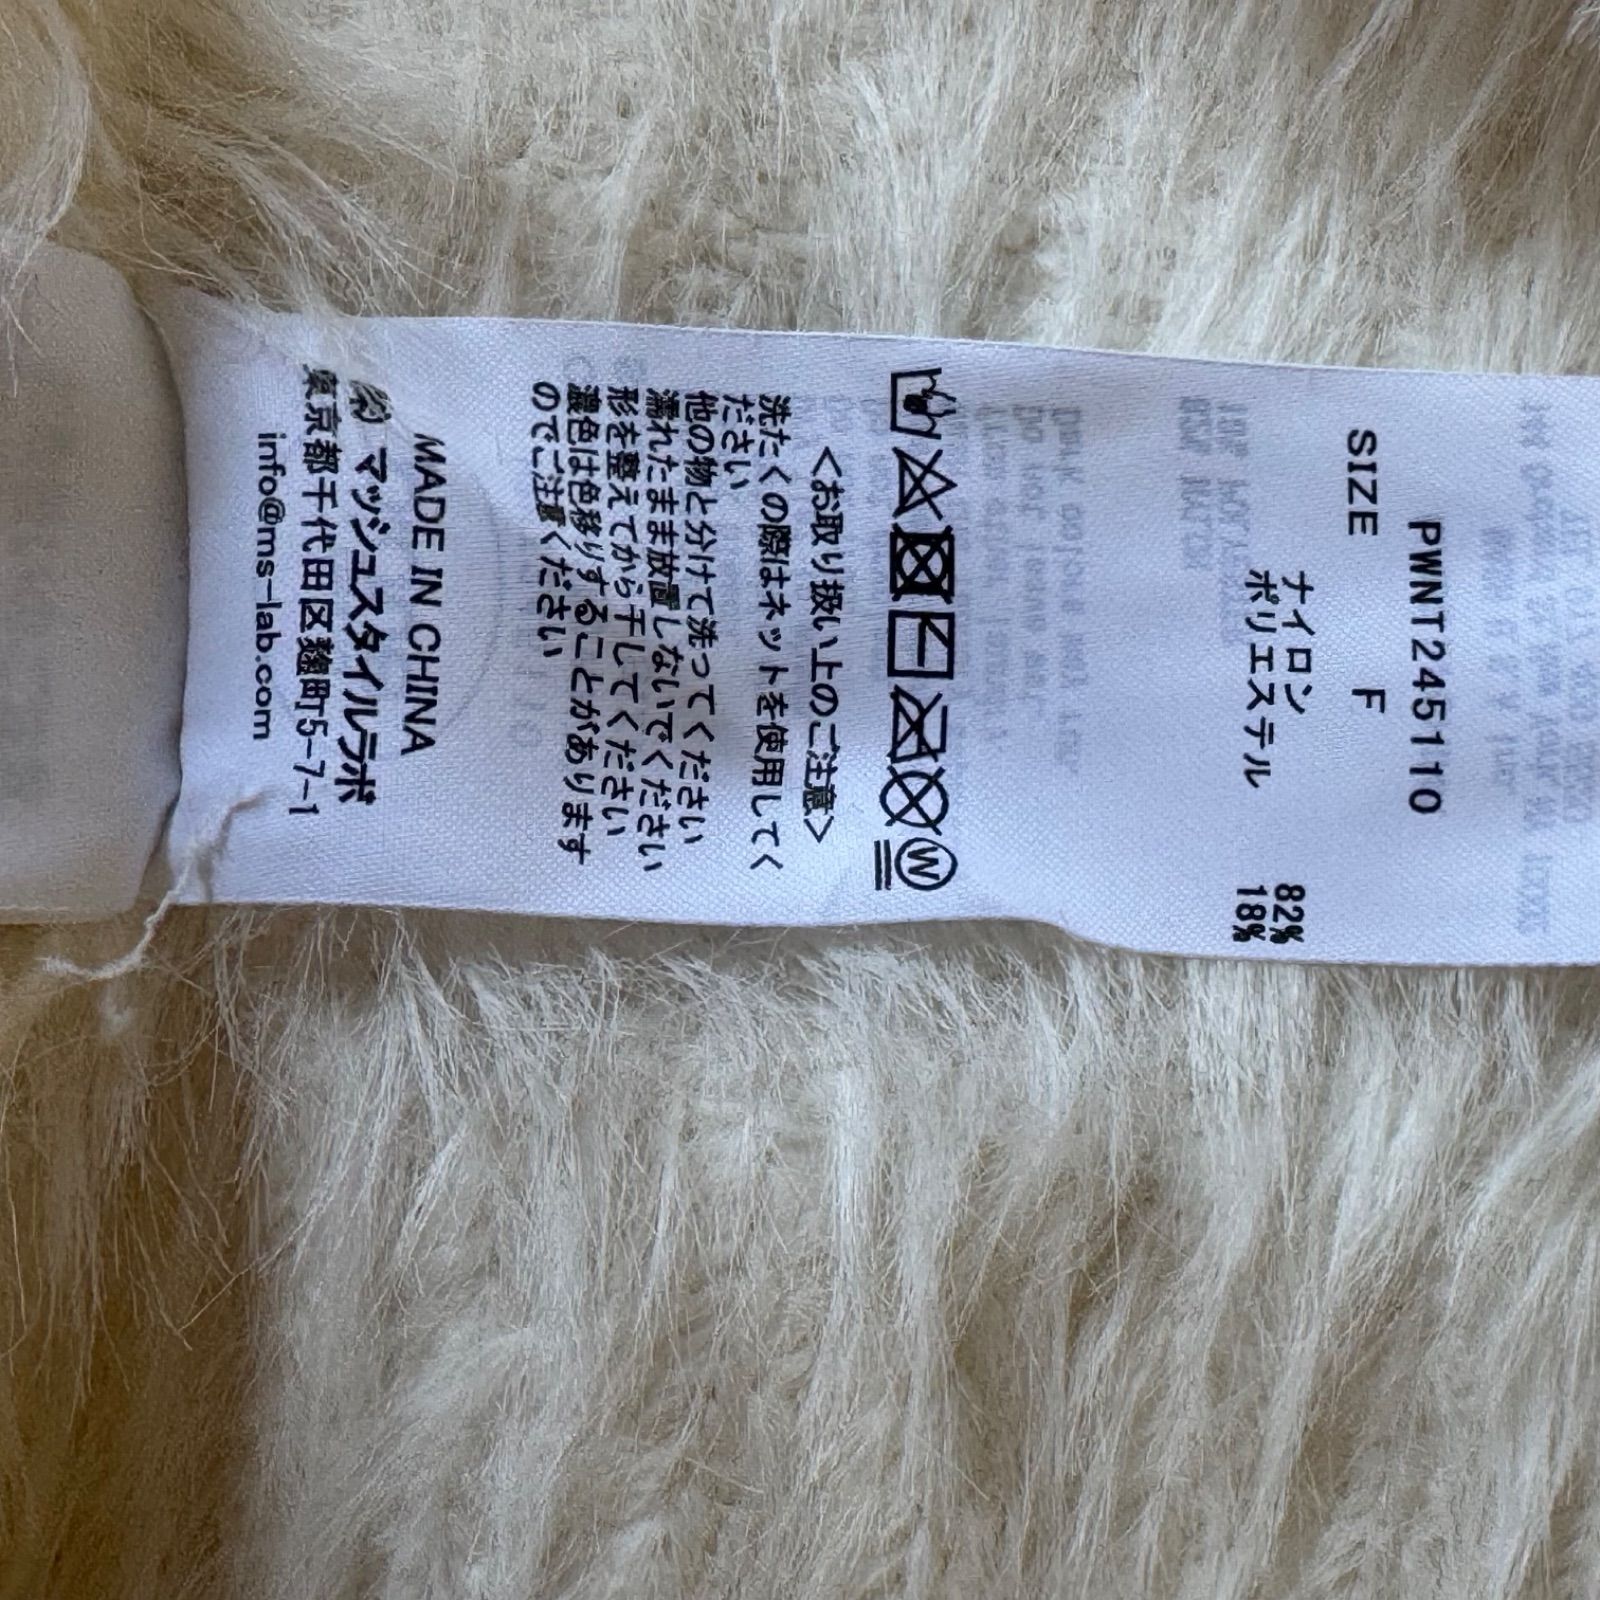 PWNT245110
SIZE F
ナイロン 82%
ポリエステル 18%
W
<お取り扱い上のご注意>
洗たくの際はネットを使用してく
ださい
他の物と分けて洗ってください
濡れたまま放置しないでください
形を整えてから干してください
濃色は色移りすることがあります
のでご注意ください
MADE IN CHINA
㈱ マッシュスタイルラボ
東京都千代田区麹町5-7-1
info@ms-lab.com